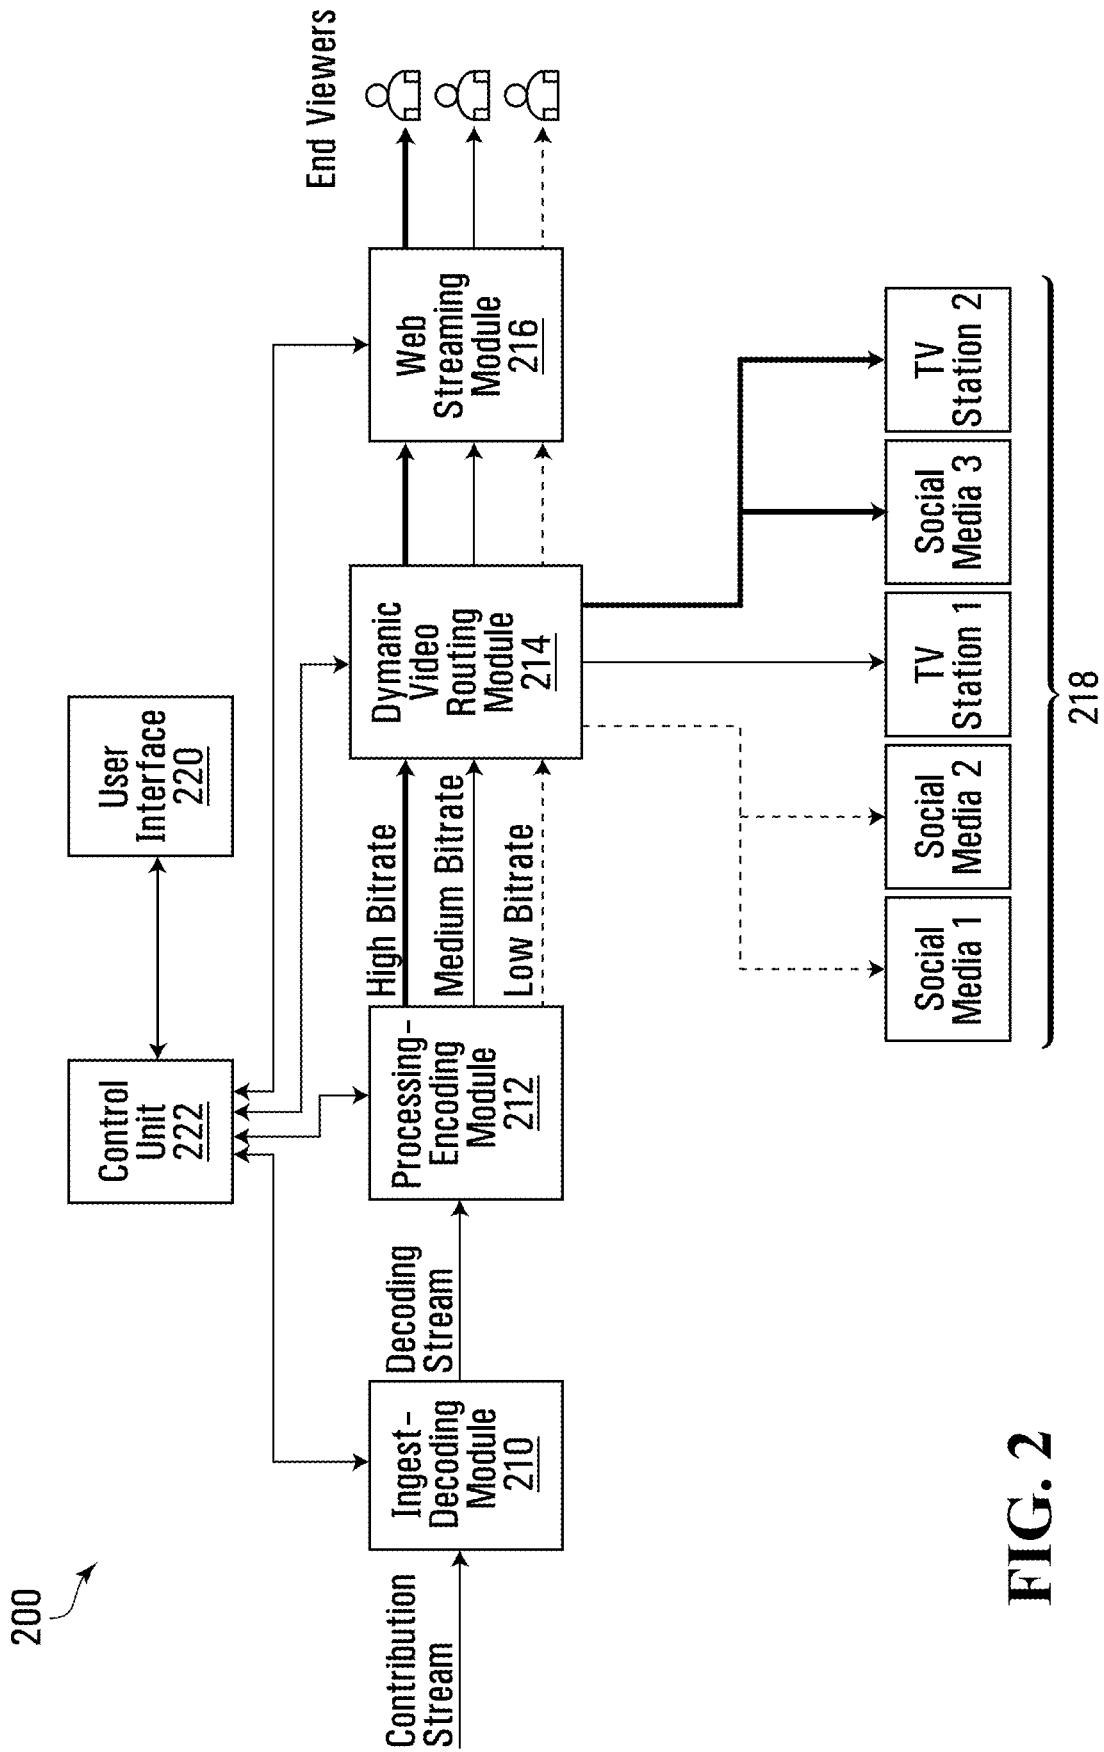 200
Control
Unit
222
User
Interface
220
End Viewers
Contribution
Stream
Ingest-
Decoding
Module
210
Decoding
Stream
Processing-
Encoding
Module
212
High Bitrate
Medium Bitrate
Low Bitrate
Dymanic
Video
Routing
Module
214
Web
Streaming
Module
216
Social
Media 1
Social
Media 2
TV
Station 1
Social
Media 3
TV
Station 2
218
FIG. 2